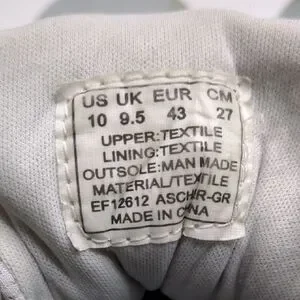 US UK EUR CM
10 9.5 43 27
UPPER:TEXTILE
LINING:TEXTILE
OUTSOLE:MAN MADE
MATERIAL/TEXTILE
EF12612 ASCHER-GR
MADE IN CHINA